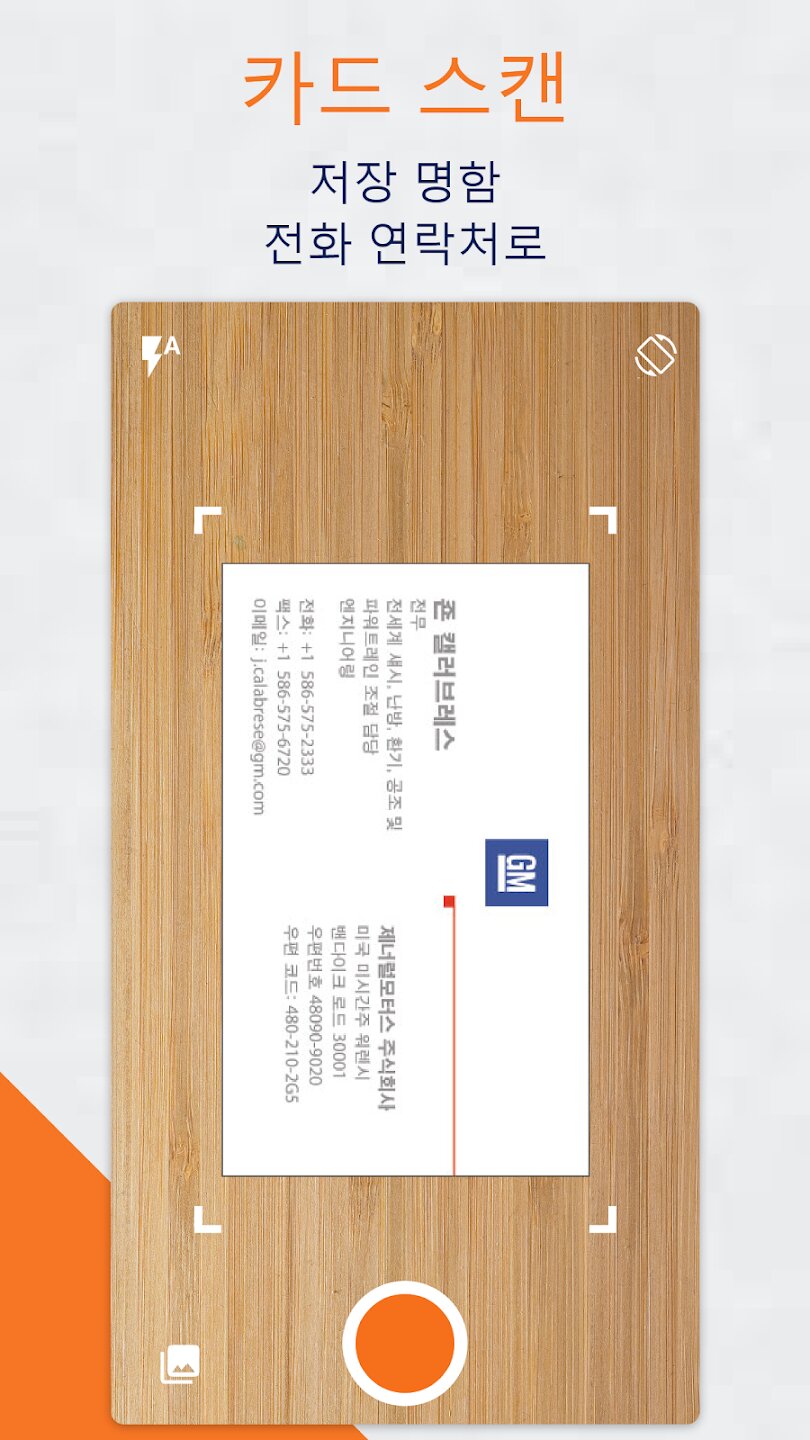 카드 스캔
저장 명함
전화 연락처로
A
GM
존 캘러브레스
전무
전세계 섀시, 난방, 환기, 공조 및
파워트레인 조절 담당
엔지니어링
전화: +1 586-575-2333
팩스: +1 586-575-6720
이메일: j.calabrese@gm.com
제너럴모터스 주식회사
미국 미시간주 워렌시
밴다이크 로드 30001
우편번호 48090-9020
우편 코드: 480-210-2G5